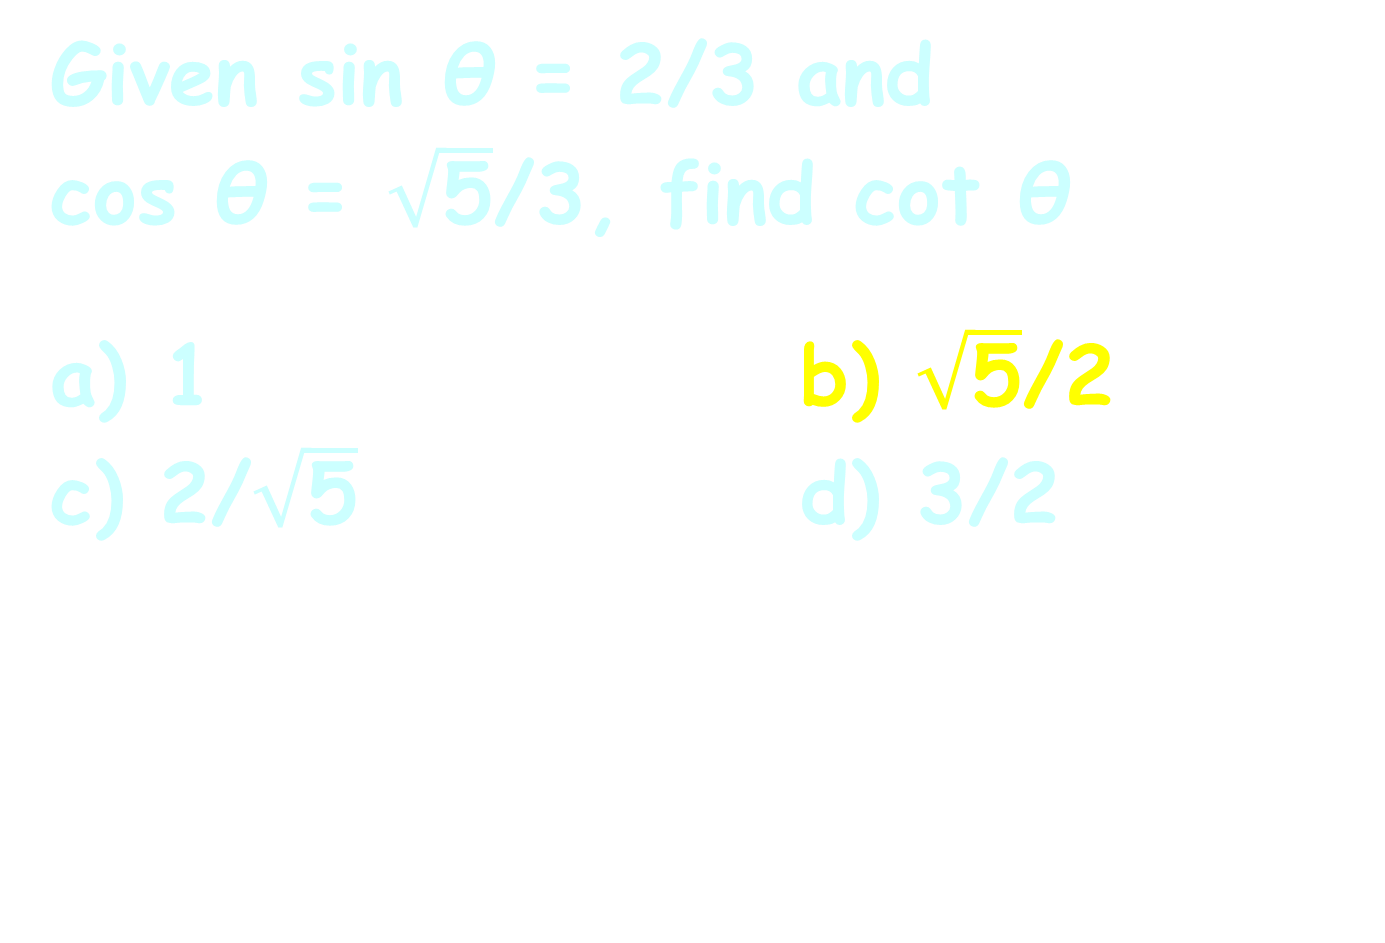 Given sin θ = 2/3 and
cos θ = √5/3, find cot θ
a) 1 b) √5/2
c) 2/√5 d) 3/2